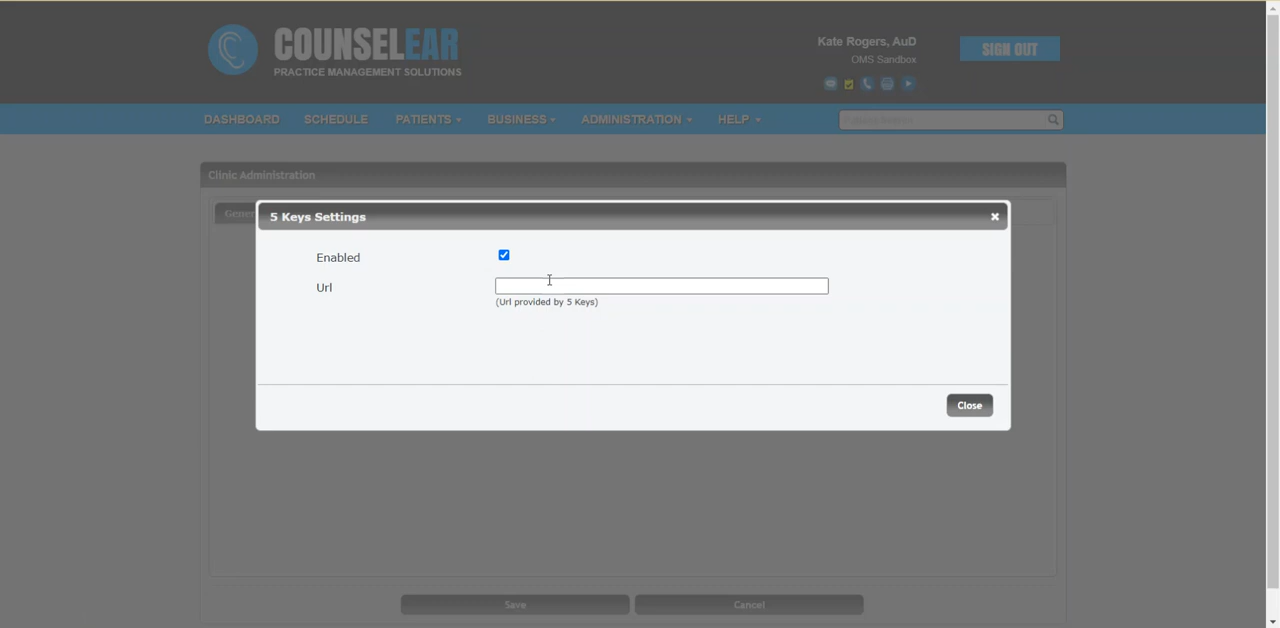 COUNSELEAR
PRACTICE MANAGEMENT SOLUTIONS
Kate Rogers, AuD
OMS Sandbox
SIGN OUT
DASHBOARD SCHEDULE PATIENTS BUSINESS ADMINISTRATION HELP
Clinic Administration
5 Keys Settings
Enabled
Url
(Url provided by 5 Keys)
Close
Save Cancel